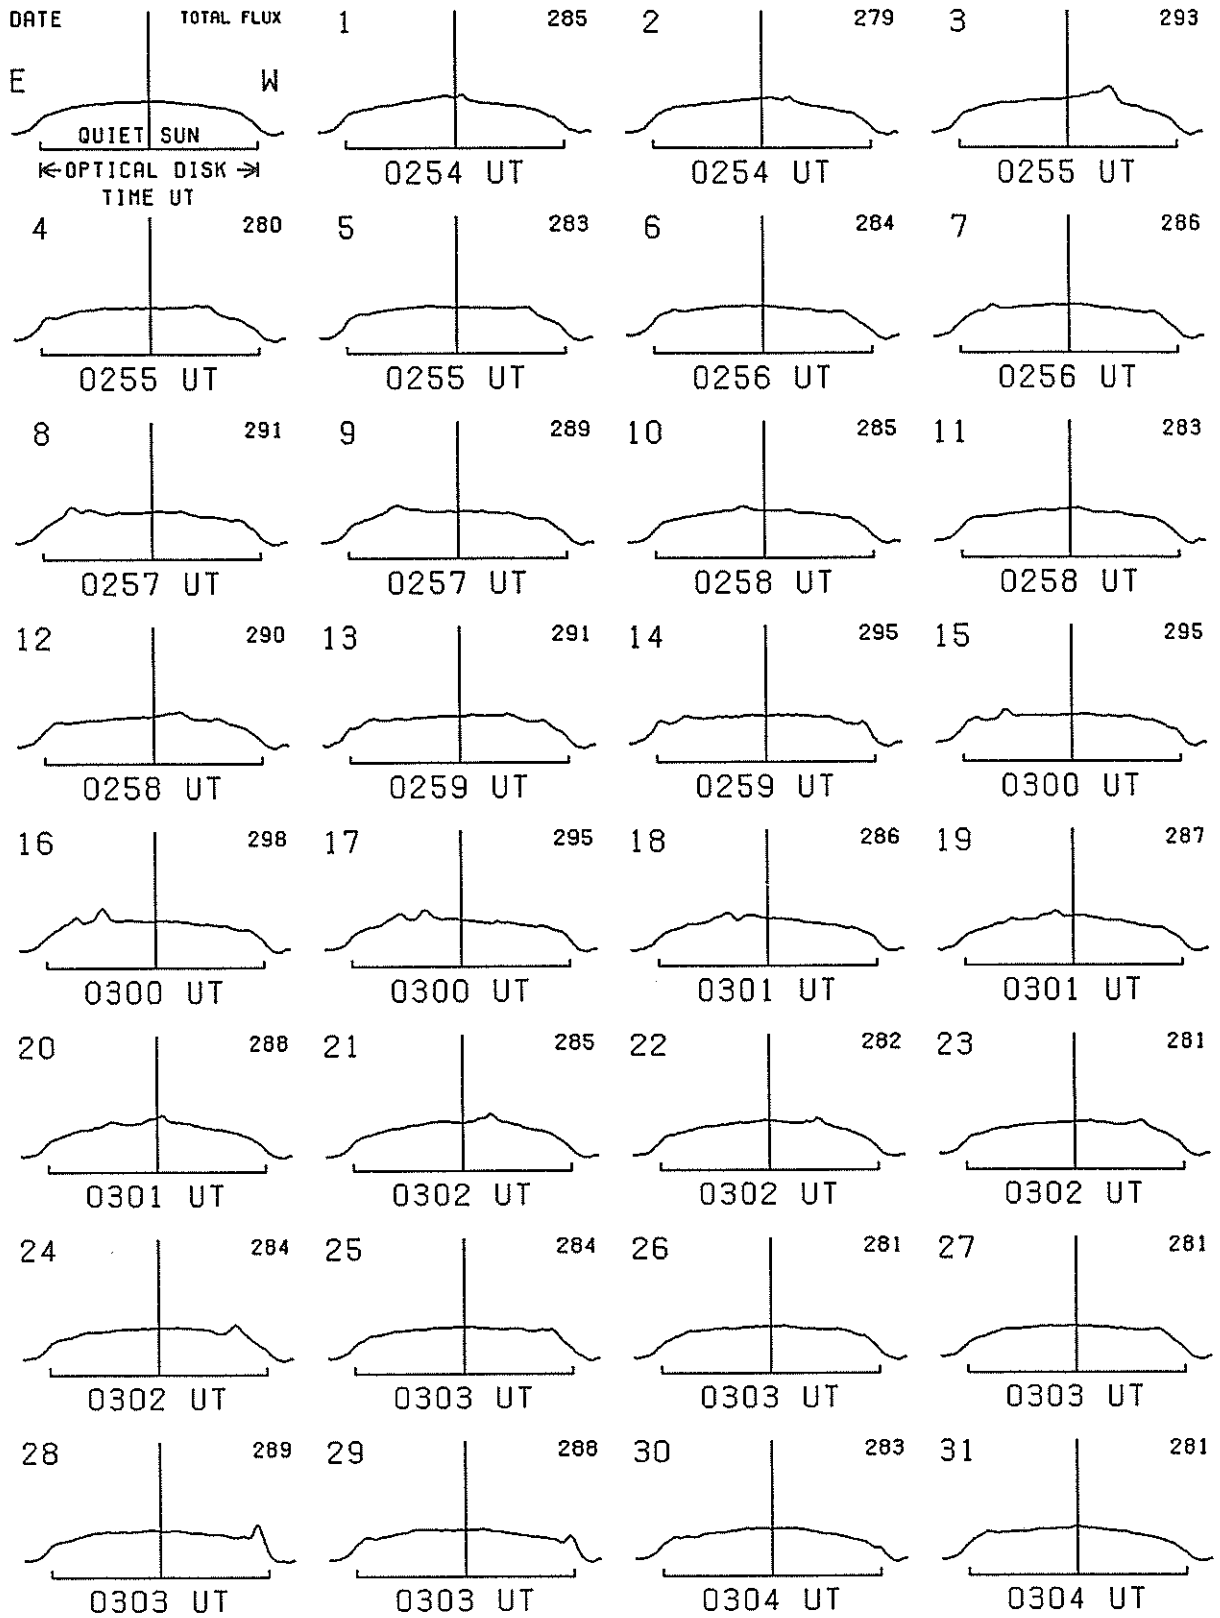 DATE TOTAL FLUX 1 285 2 279 3 293
E W
QUIET SUN
OPTICAL DISK 0254 UT 0254 UT 0255 UT
TIME UT
4 280 5 283 6 284 7 286
0255 UT 0255 UT 0256 UT 0256 UT
8 291 9 289 10 285 11 283
0257 UT 0257 UT 0258 UT 0258 UT
12 290 13 291 14 295 15 295
0258 UT 0259 UT 0259 UT 0300 UT
16 298 17 295 18 286 19 287
0300 UT 0300 UT 0301 UT 0301 UT
20 288 21 285 22 282 23 281
0301 UT 0302 UT 0302 UT 0302 UT
24 284 25 284 26 281 27 281
0302 UT 0303 UT 0303 UT 0303 UT
28 289 29 288 30 283 31 281
0303 UT 0303 UT 0304 UT 0304 UT